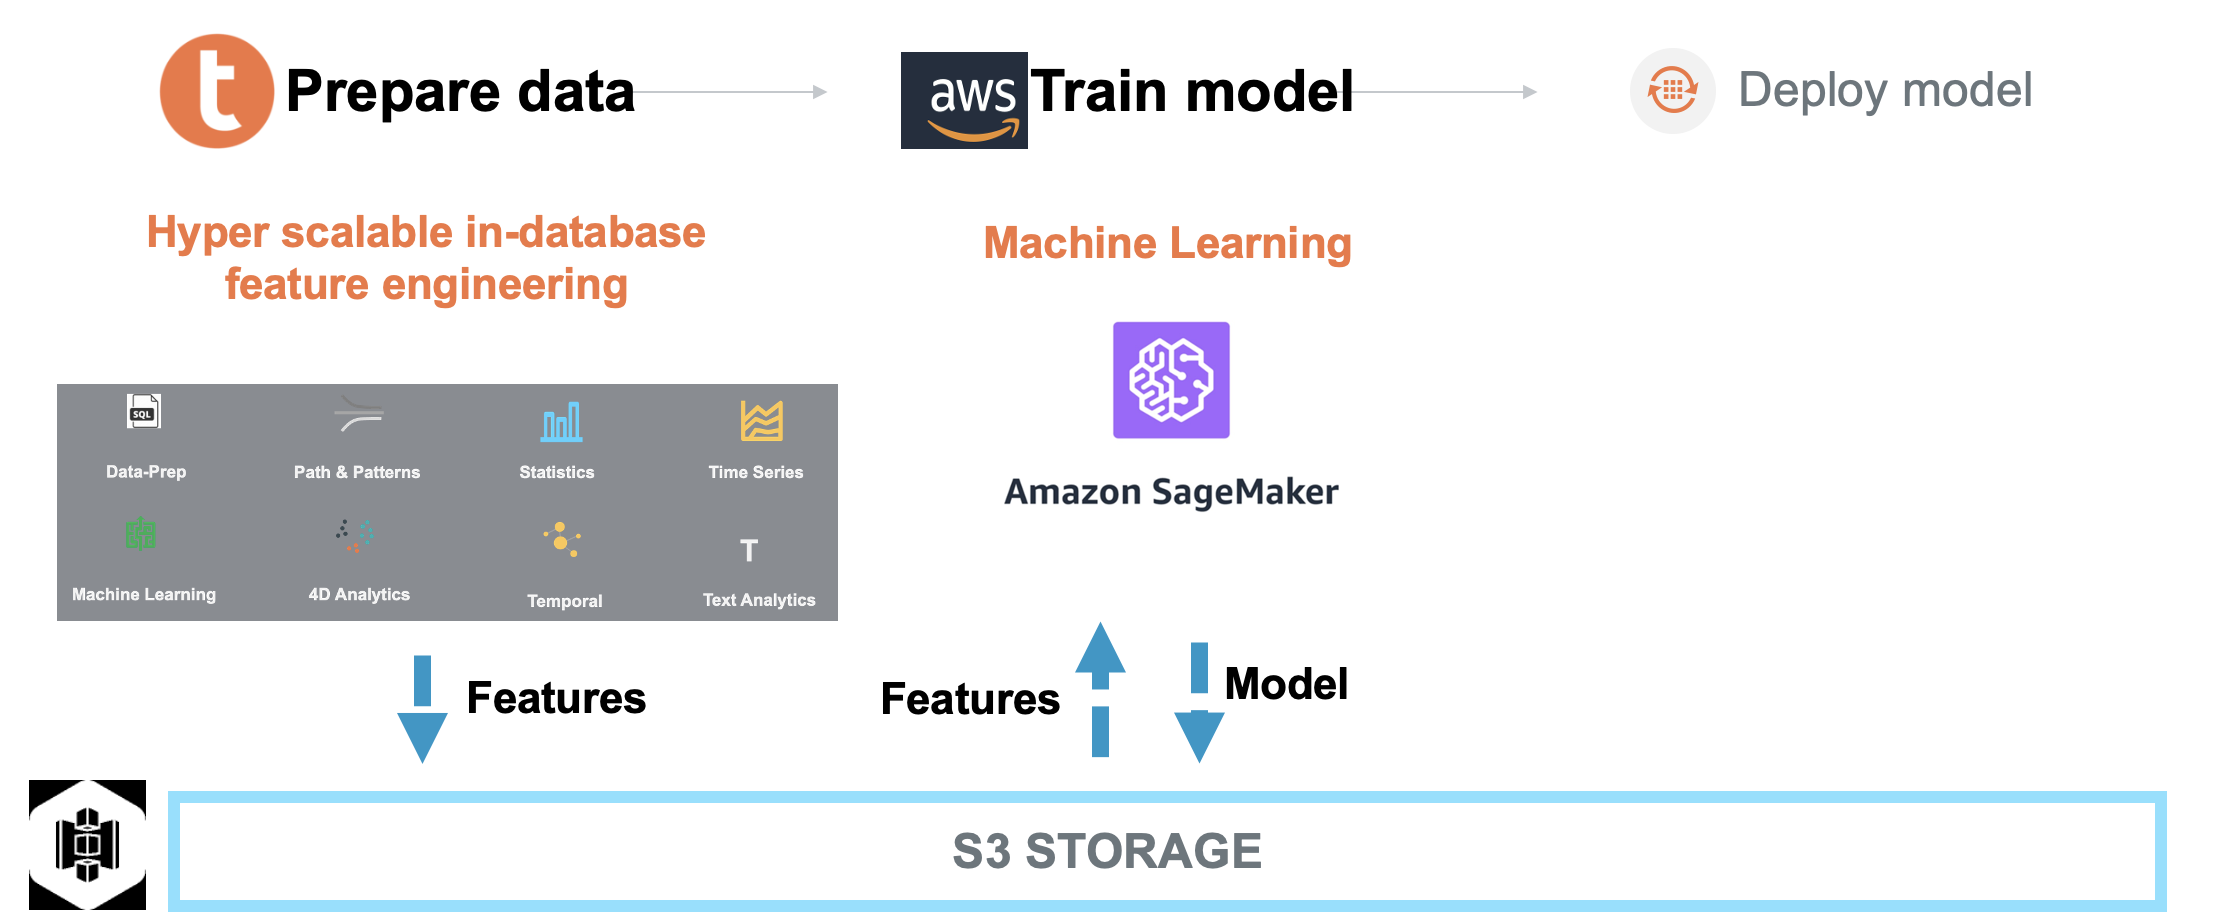 t Prepare data
aws Train model
Deploy model
Hyper scalable in-database
feature engineering
Machine Learning
SQL
Data-Prep
Path & Patterns
Statistics
Time Series
T
Machine Learning
4D Analytics
Temporal
Text Analytics
Amazon SageMaker
Features
Features
Model
S3 STORAGE